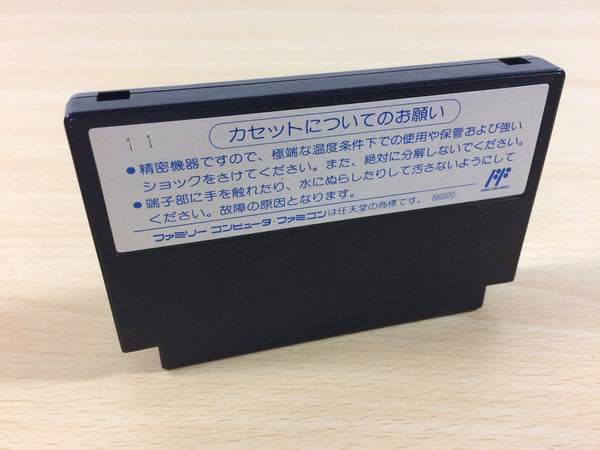 11
カセットについてのお願い
●精密機器ですので、極端な温度条件下での使用や保管および強い
ショックをさけてください。また、絶対に分解しないでください。
●端子部に手を触れたり、水にぬらしたりして汚さないようにして
ください。故障の原因となります。
ファミリー コンピュータ・ファミコンは任天堂の商標です。 880920